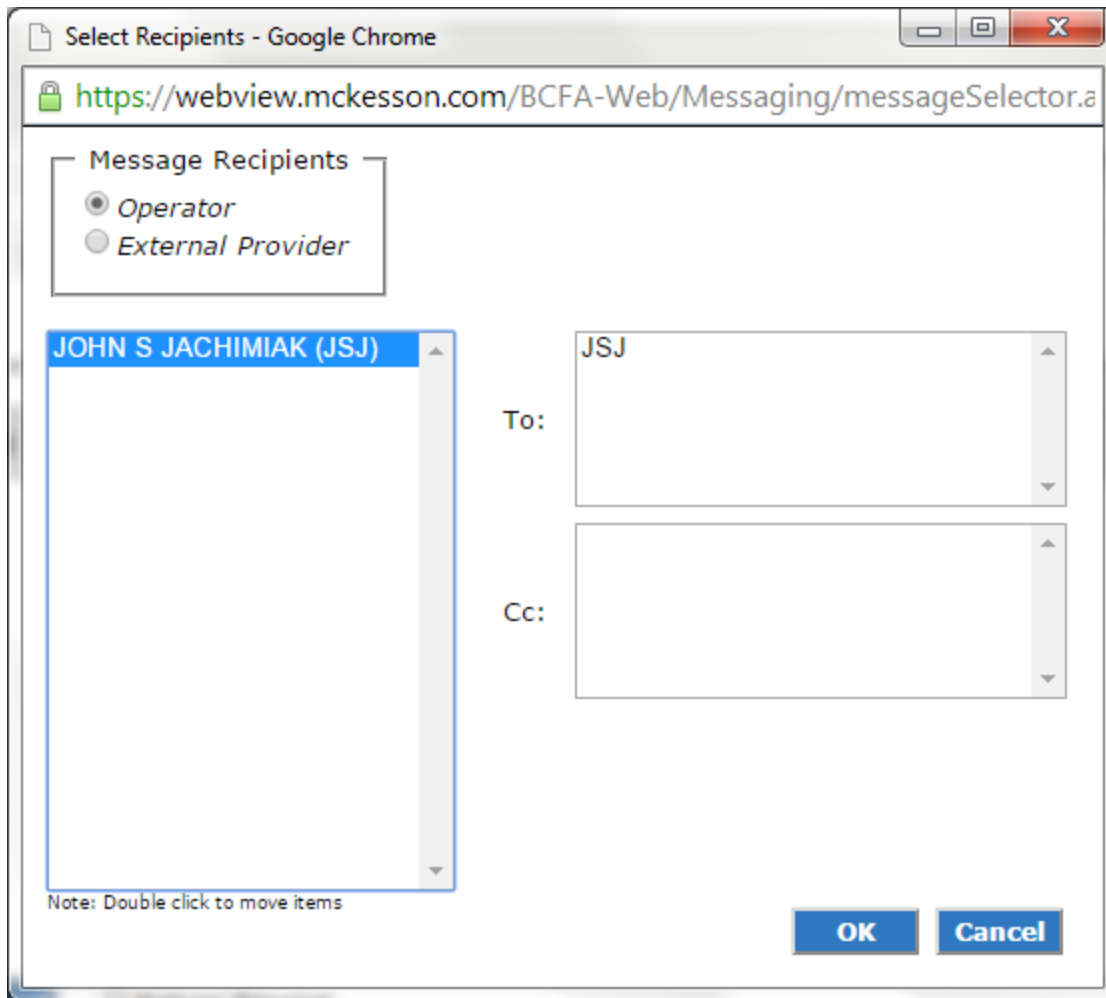 Select Recipients - Google Chrome
https://webview.mckesson.com/BCFA-Web/Messaging/messageSelector.a
Message Recipients
Operator
External Provider
JOHN S JACHIMIAK (JSJ)
JSJ
To:
Cc:
Note: Double click to move items
OK Cancel